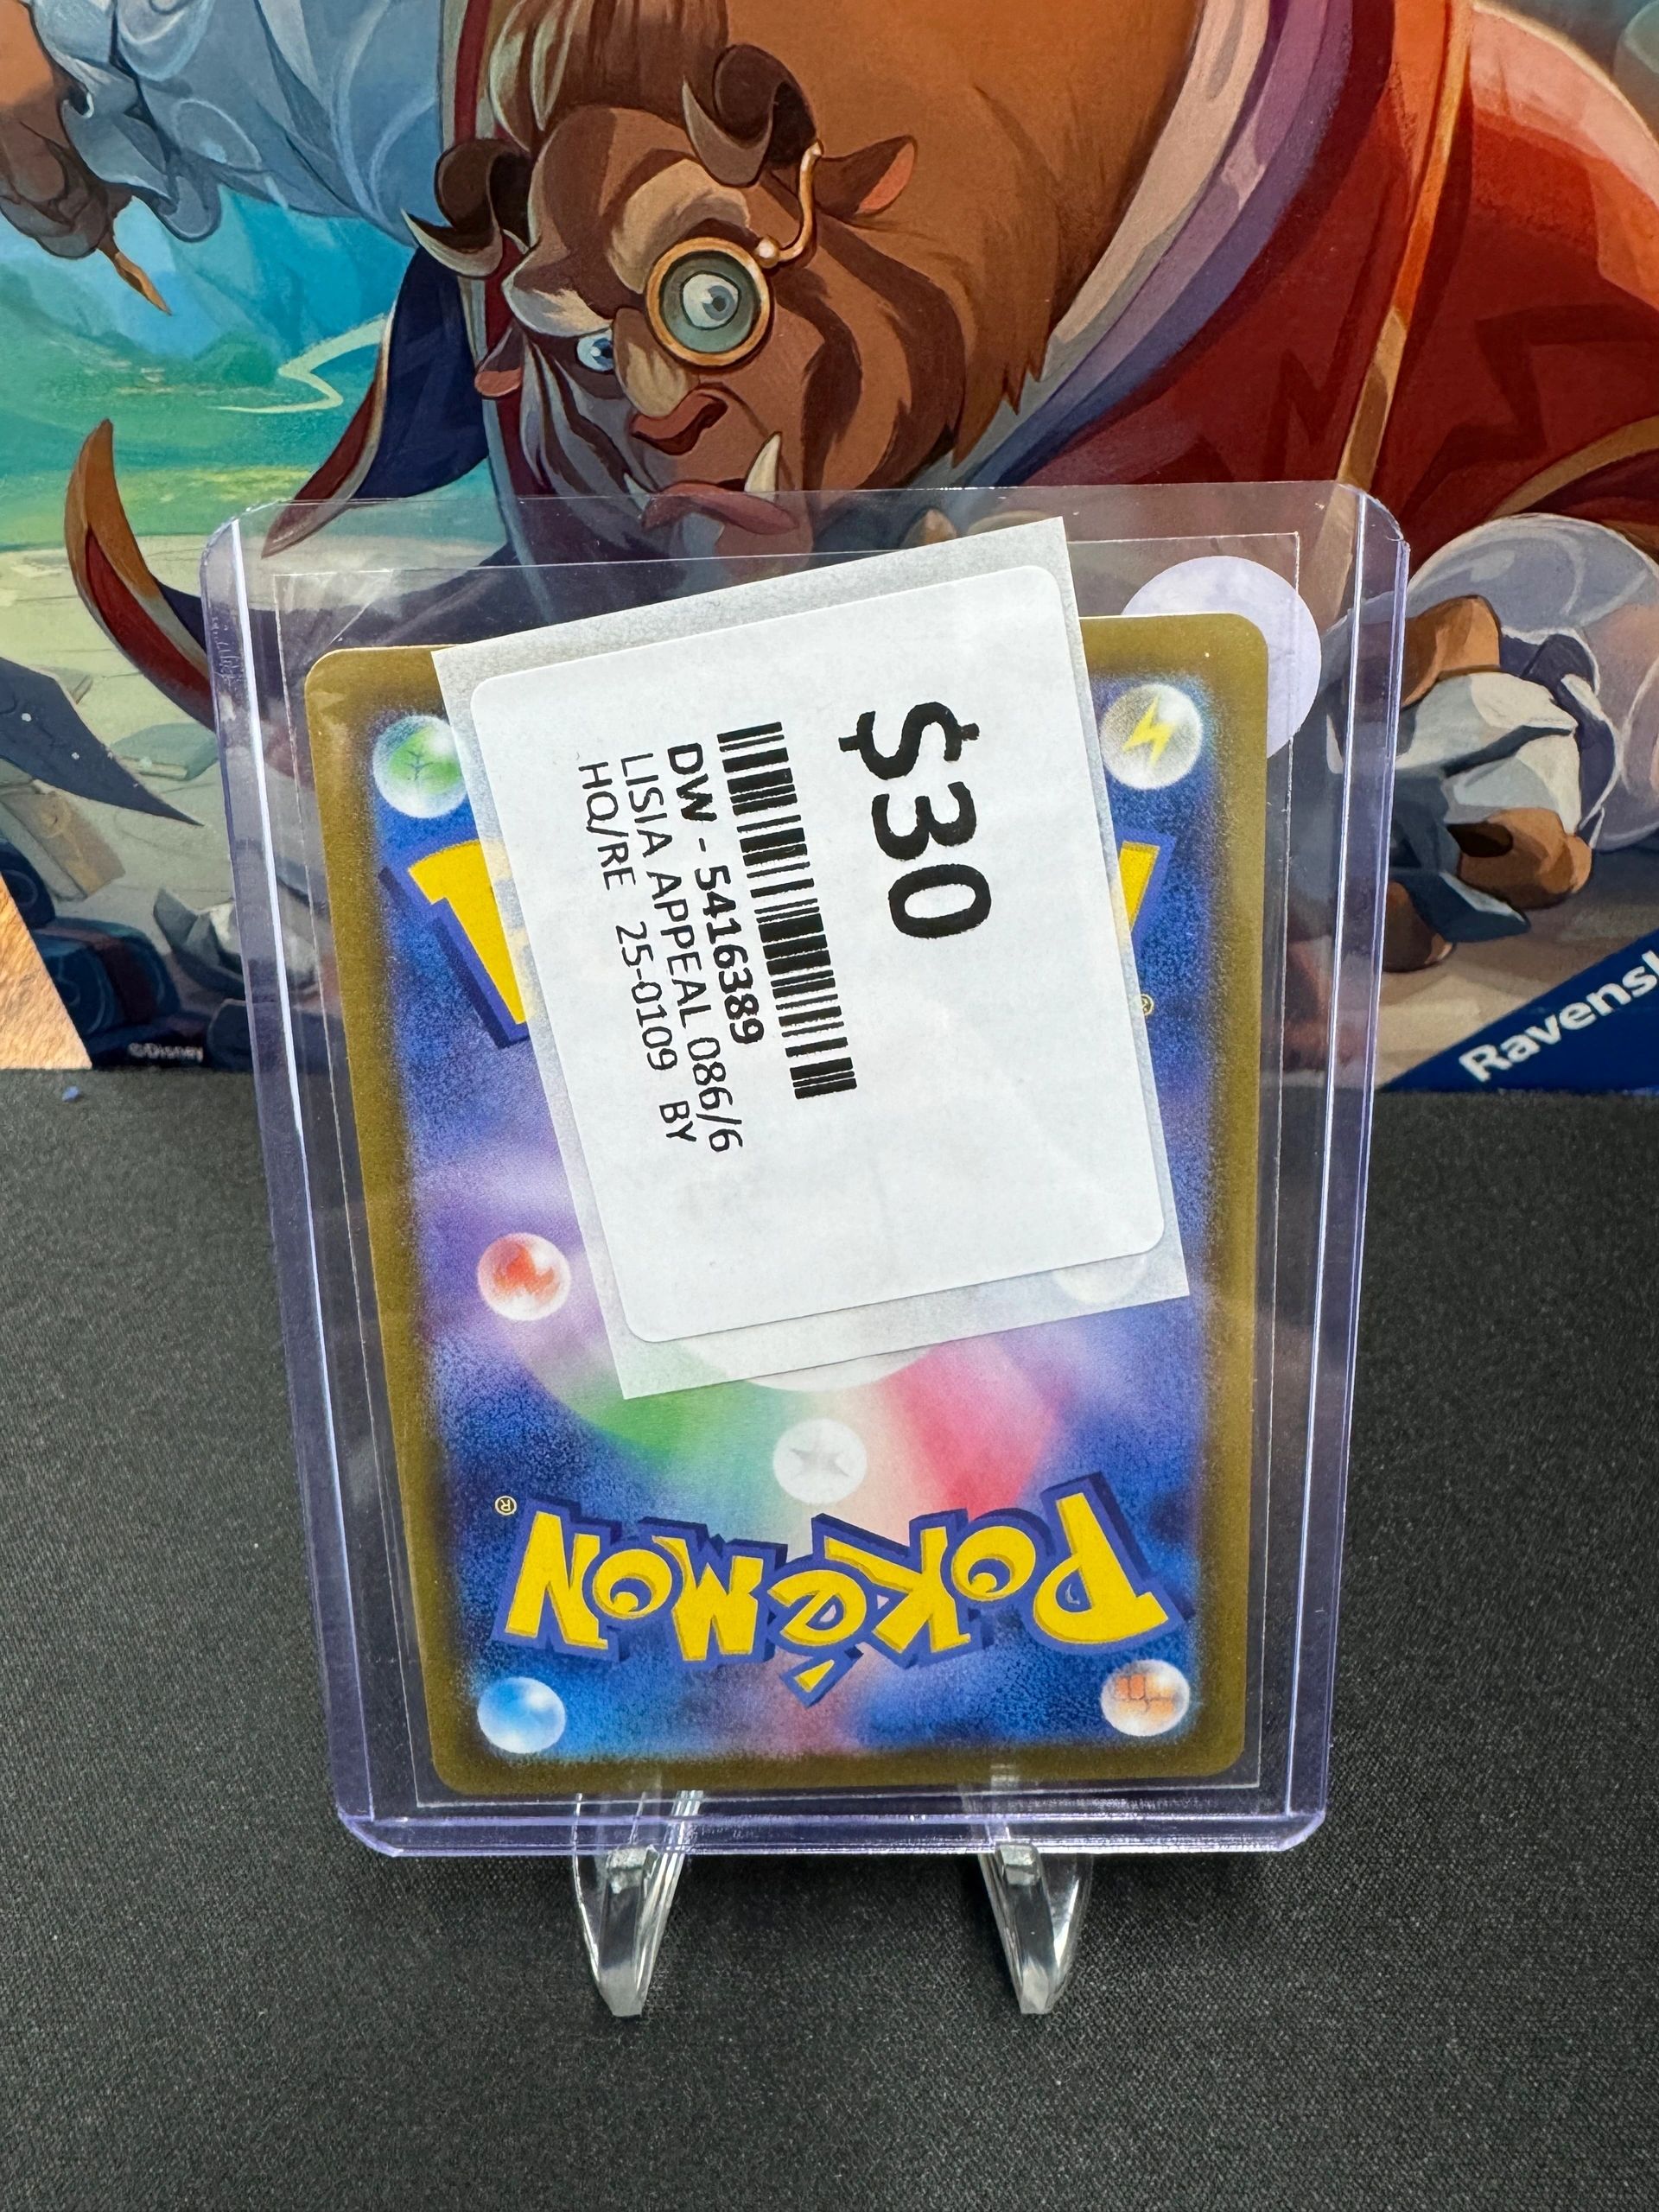 ©Disney
Ravensb
$30
DW - 5416389
LISIA APPEAL 086/6
HQ/RE 25-0109 BY
®
®
POKéMON